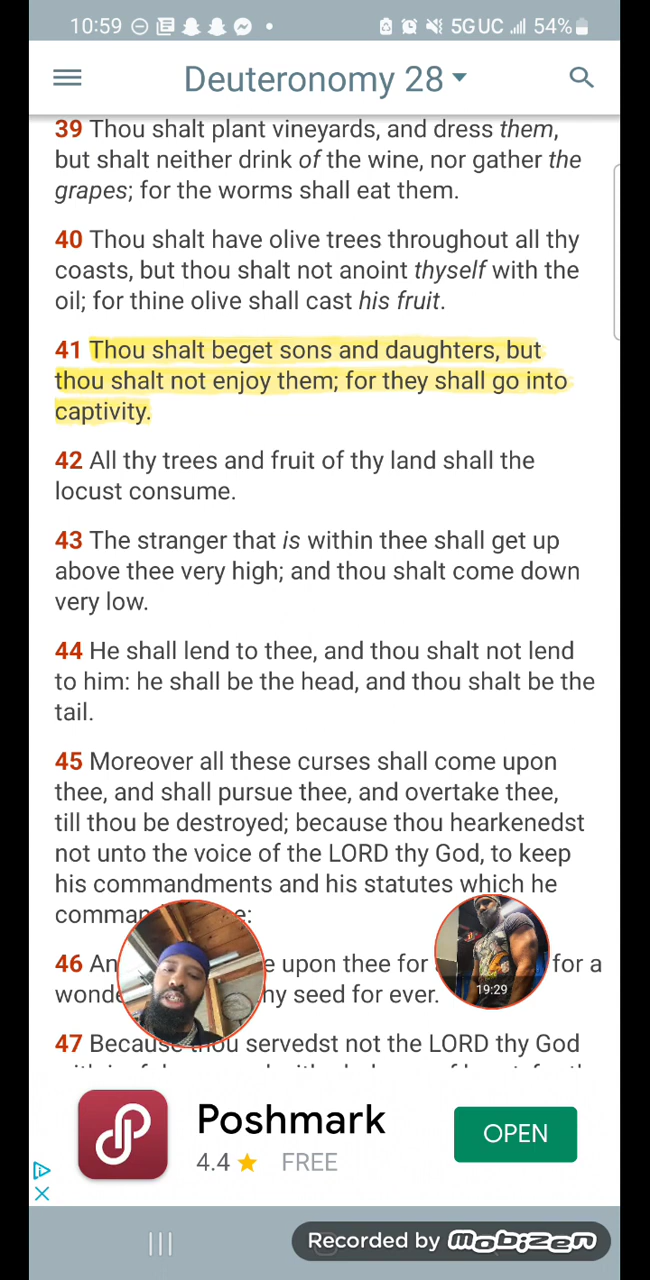 10:59 5GUC 54%
Deuteronomy 28
39 Thou shalt plant vineyards, and dress them,
but shalt neither drink of the wine, nor gather the
grapes; for the worms shall eat them.
40 Thou shalt have olive trees throughout all thy
coasts, but thou shalt not anoint thyself with the
oil; for thine olive shall cast his fruit.
41 Thou shalt beget sons and daughters, but
thou shalt not enjoy them; for they shall go into
captivity.
42 All thy trees and fruit of thy land shall the
locust consume.
43 The stranger that is within thee shall get up
above thee very high; and thou shalt come down
very low.
44 He shall lend to thee, and thou shalt not lend
to him: he shall be the head, and thou shalt be the
tail.
45 Moreover all these curses shall come upon
thee, and shall pursue thee, and overtake thee,
till thou be destroyed; because thou hearkenedst
not unto the voice of the LORD thy God, to keep
his commandments and his statutes which he
46 upon thee for for a
19:29
seed for ever.
47 Because thou servedst not the LORD thy God
Poshmark
4.4 FREE
OPEN
Recorded by mobizen